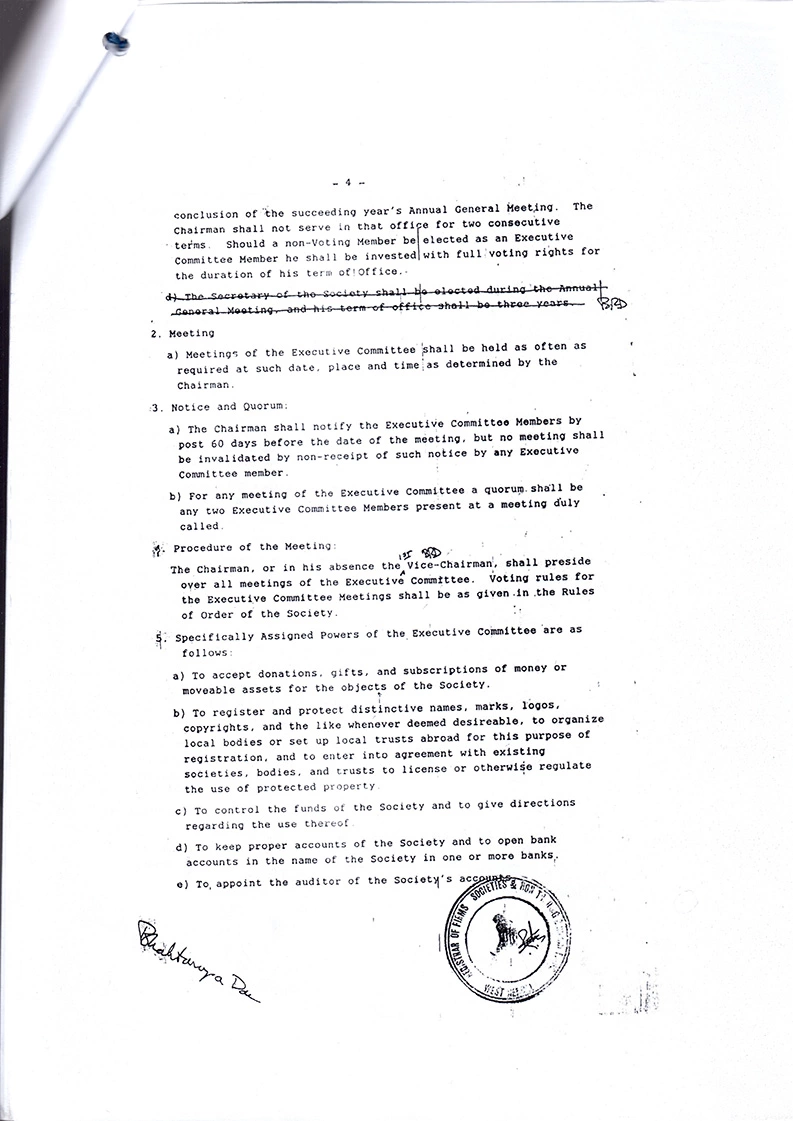 - 4 -
conclusion of the succeeding year's Annual General Meeting. The
Chairman shall not serve in that office for two consecutive
terms. Should a non-Voting Member be elected as an Executive
Committee Member he shall be invested with full voting rights for
the duration of his term of Office.
d) The Secretary of the Society shall be elected during the Annual
General Meeting, and his term of office shall be three years. BRD
2. Meeting
a) Meetings of the Executive Committee shall be held as often as
required at such date, place and time as determined by the
Chairman.
3. Notice and Quorum:
a) The Chairman shall notify the Executive Committee Members by
post 60 days before the date of the meeting, but no meeting shall
be invalidated by non-receipt of such notice by any Executive
Committee member.
b) For any meeting of the Executive Committee a quorum shall be
any two Executive Committee Members present at a meeting duly
called.
4. Procedure of the Meeting:
1st BRD
The Chairman, or in his absence the Vice-Chairman, shall preside
over all meetings of the Executive Committee. Voting rules for
the Executive Committee Meetings shall be as given in the Rules
of Order of the Society.
5. Specifically Assigned Powers of the Executive Committee are as
follows:
a) To accept donations, gifts, and subscriptions of money or
moveable assets for the objects of the Society.
b) To register and protect distinctive names, marks, logos,
copyrights, and the like whenever deemed desireable, to organize
local bodies or set up local trusts abroad for this purpose of
registration, and to enter into agreement with existing
societies, bodies, and trusts to license or otherwise regulate
the use of protected property.
c) To control the funds of the Society and to give directions
regarding the use thereof.
d) To keep proper accounts of the Society and to open bank
accounts in the name of the Society in one or more banks.
e) To appoint the auditor of the Society's accounts.
REGISTRAR OF FIRMS SOCIETIES &
WEST BENGAL